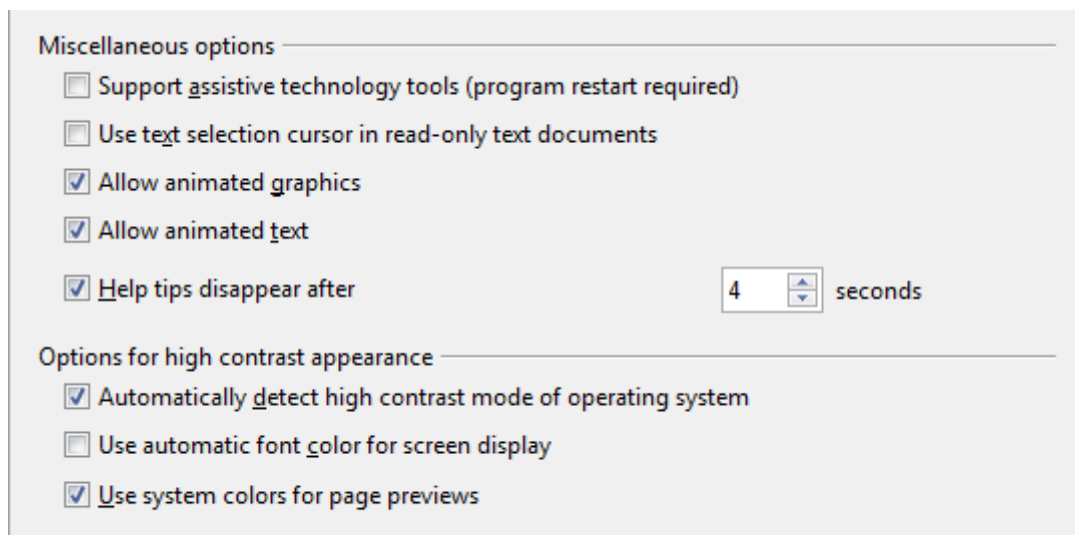 Miscellaneous options
Support assistive technology tools (program restart required)
Use text selection cursor in read-only text documents
Allow animated graphics
Allow animated text
Help tips disappear after 4 seconds
Options for high contrast appearance
Automatically detect high contrast mode of operating system
Use automatic font color for screen display
Use system colors for page previews